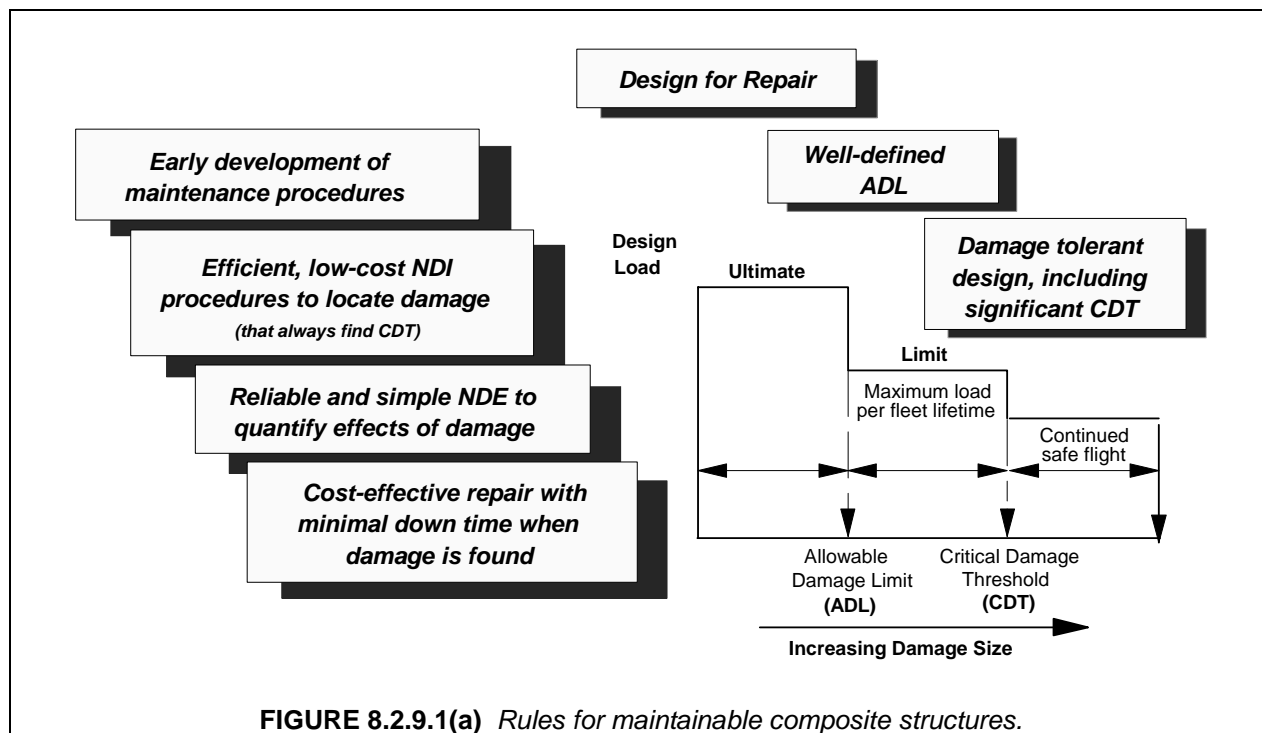 Design for Repair
Early development of
maintenance procedures
Well-defined
ADL
Efficient, low-cost NDI
procedures to locate damage
(that always find CDT)
Damage tolerant
design, including
significant CDT
Reliable and simple NDE to
quantify effects of damage
Cost-effective repair with
minimal down time when
damage is found
Design
Load
Ultimate
Limit
Maximum load
per fleet lifetime
Continued
safe flight
Allowable
Damage Limit
(ADL)
Critical Damage
Threshold
(CDT)
Increasing Damage Size
FIGURE 8.2.9.1(a) Rules for maintainable composite structures.